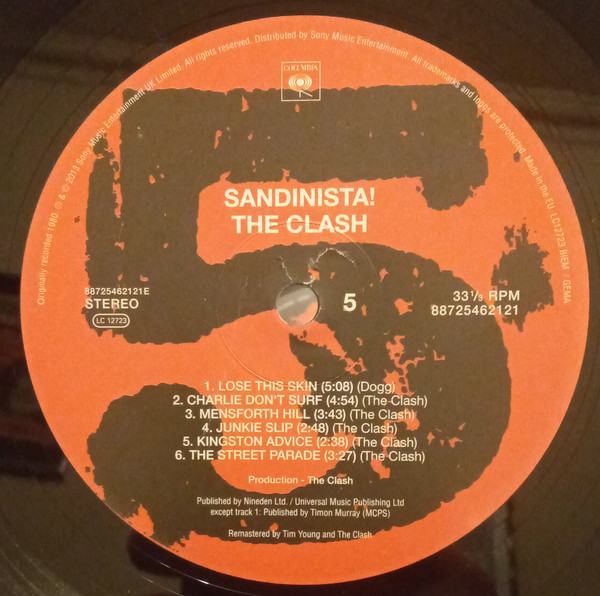 Originally recorded 1980 ℗ & © 2013 Sony Music Entertainment UK Limited. All rights reserved. Distributed by Sony Music Entertainment. All trademarks and logos are protected. Made in the EU. LC12723 BIEM / GEMA
COLUMBIA
SANDINISTA!
THE CLASH
88725462121E
STEREO
LC 12723
5
33⅓ RPM
88725462121
1. LOSE THIS SKIN (5:08) (Dogg)
2. CHARLIE DON'T SURF (4:54) (The Clash)
3. MENSFORTH HILL (3:43) (The Clash)
4. JUNKIE SLIP (2:48) (The Clash)
5. KINGSTON ADVICE (2:38) (The Clash)
6. THE STREET PARADE (3:27) (The Clash)
Production - The Clash
Published by Nineden Ltd. / Universal Music Publishing Ltd
except track 1: Published by Timon Murray (MCPS)
Remastered by Tim Young and The Clash